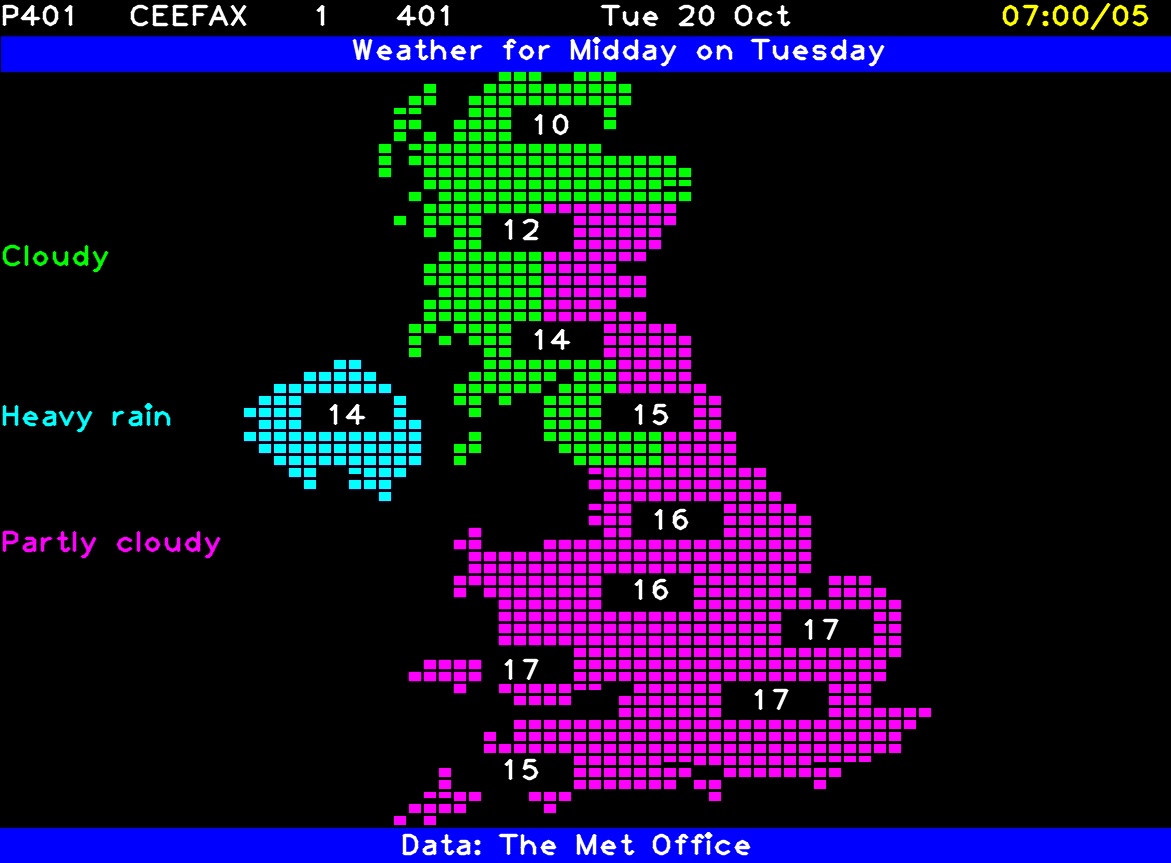 P401 CEEFAX 1 401 Tue 20 Oct 07:00/05
Weather for Midday on Tuesday
10
12
Cloudy
14
Heavy rain 14 15
16
Partly cloudy
16
17
17
17
15
Data: The Met Office